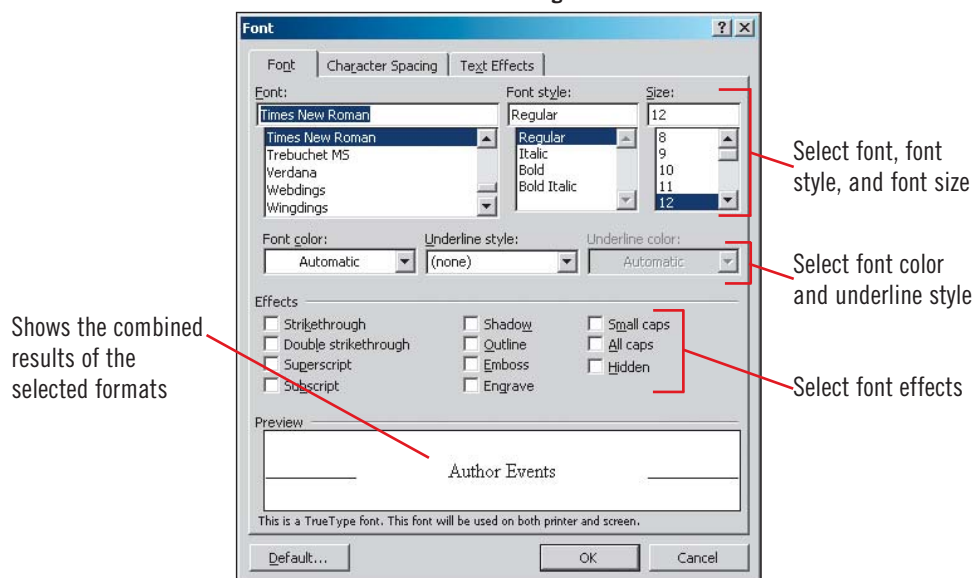 Font
Font Character Spacing Text Effects
Font: Font style: Size:
Times New Roman Regular 12
Times New Roman Regular 8
Trebuchet MS Italic 9
Verdana Bold 10
Webdings Bold Italic 11
Wingdings 12
Select font, font
style, and font size
Font color: Underline style: Underline color:
Automatic (none) Automatic
Select font color
and underline style
Effects
Strikethrough Shadow Small caps
Double strikethrough Outline All caps
Superscript Emboss Hidden
Subscript Engrave
Shows the combined
results of the
selected formats
Select font effects
Preview
Author Events
This is a TrueType font. This font will be used on both printer and screen.
Default... OK Cancel